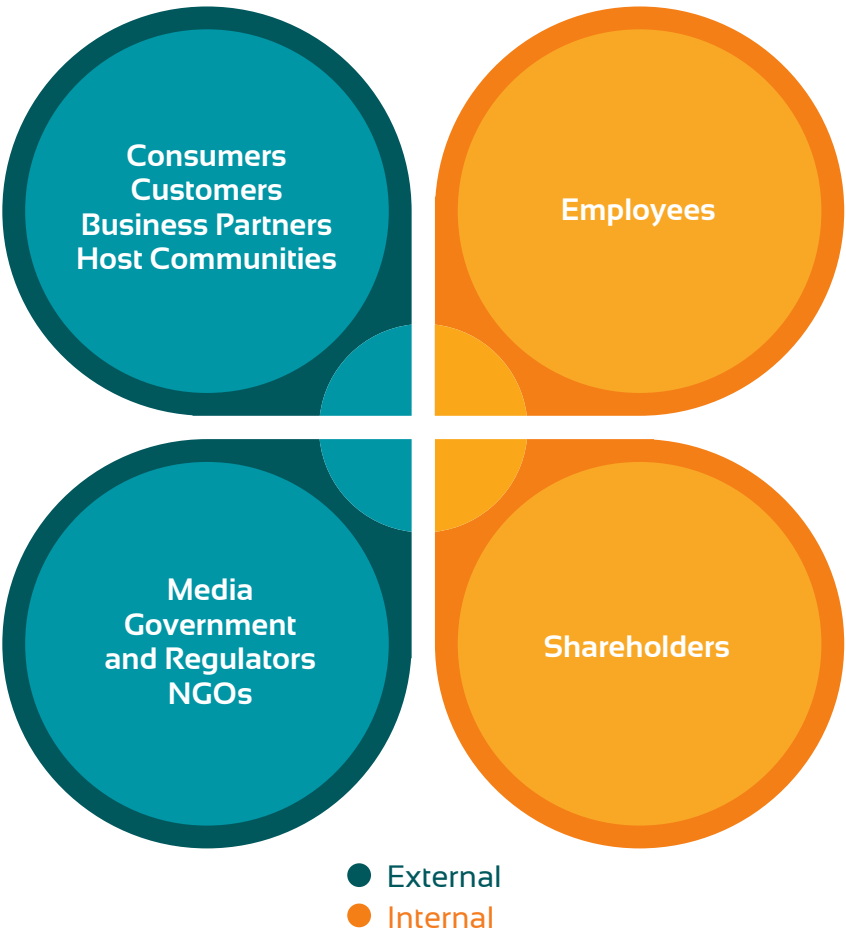 Consumers
Customers
Business Partners
Host Communities
Employees
Media
Government
and Regulators
NGOs
Shareholders
External
Internal